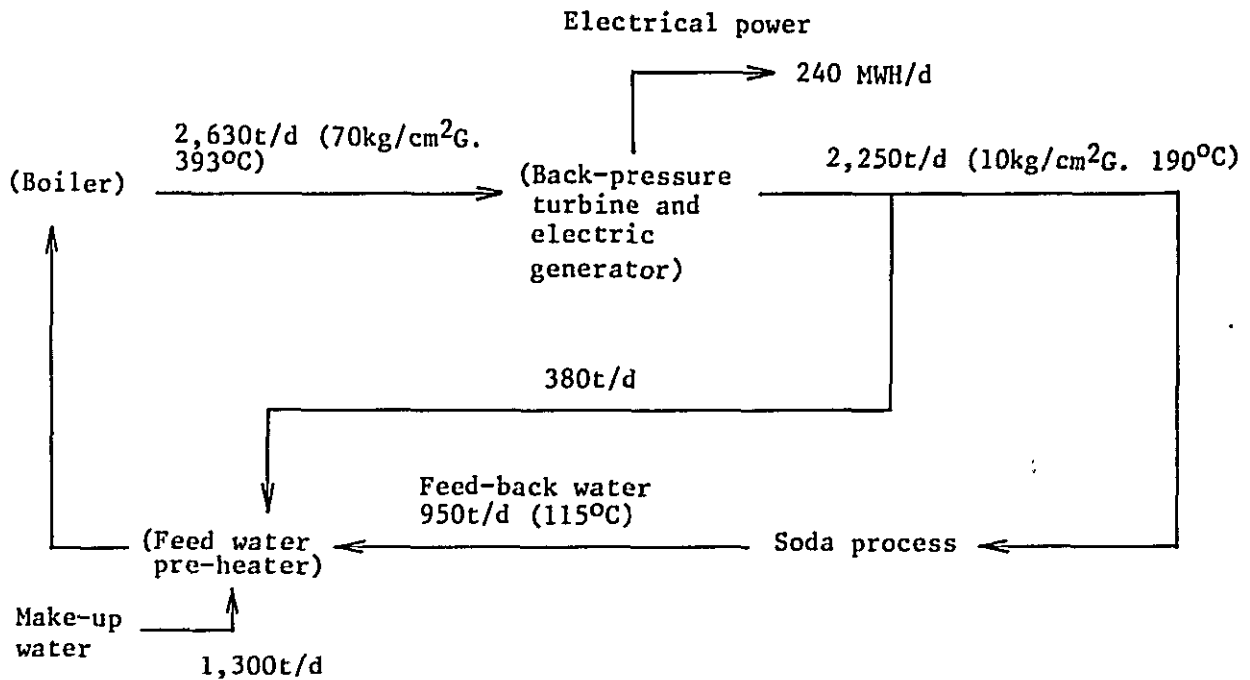 Electrical power
240 MWH/d
2,630t/d (70kg/cm²G.
393°C)
2,250t/d (10kg/cm²G. 190°C)
(Boiler)
(Back-pressure
turbine and
electric
generator)
380t/d
Feed-back water
950t/d (115°C)
(Feed water
pre-heater)
Soda process
Make-up
water
1,300t/d